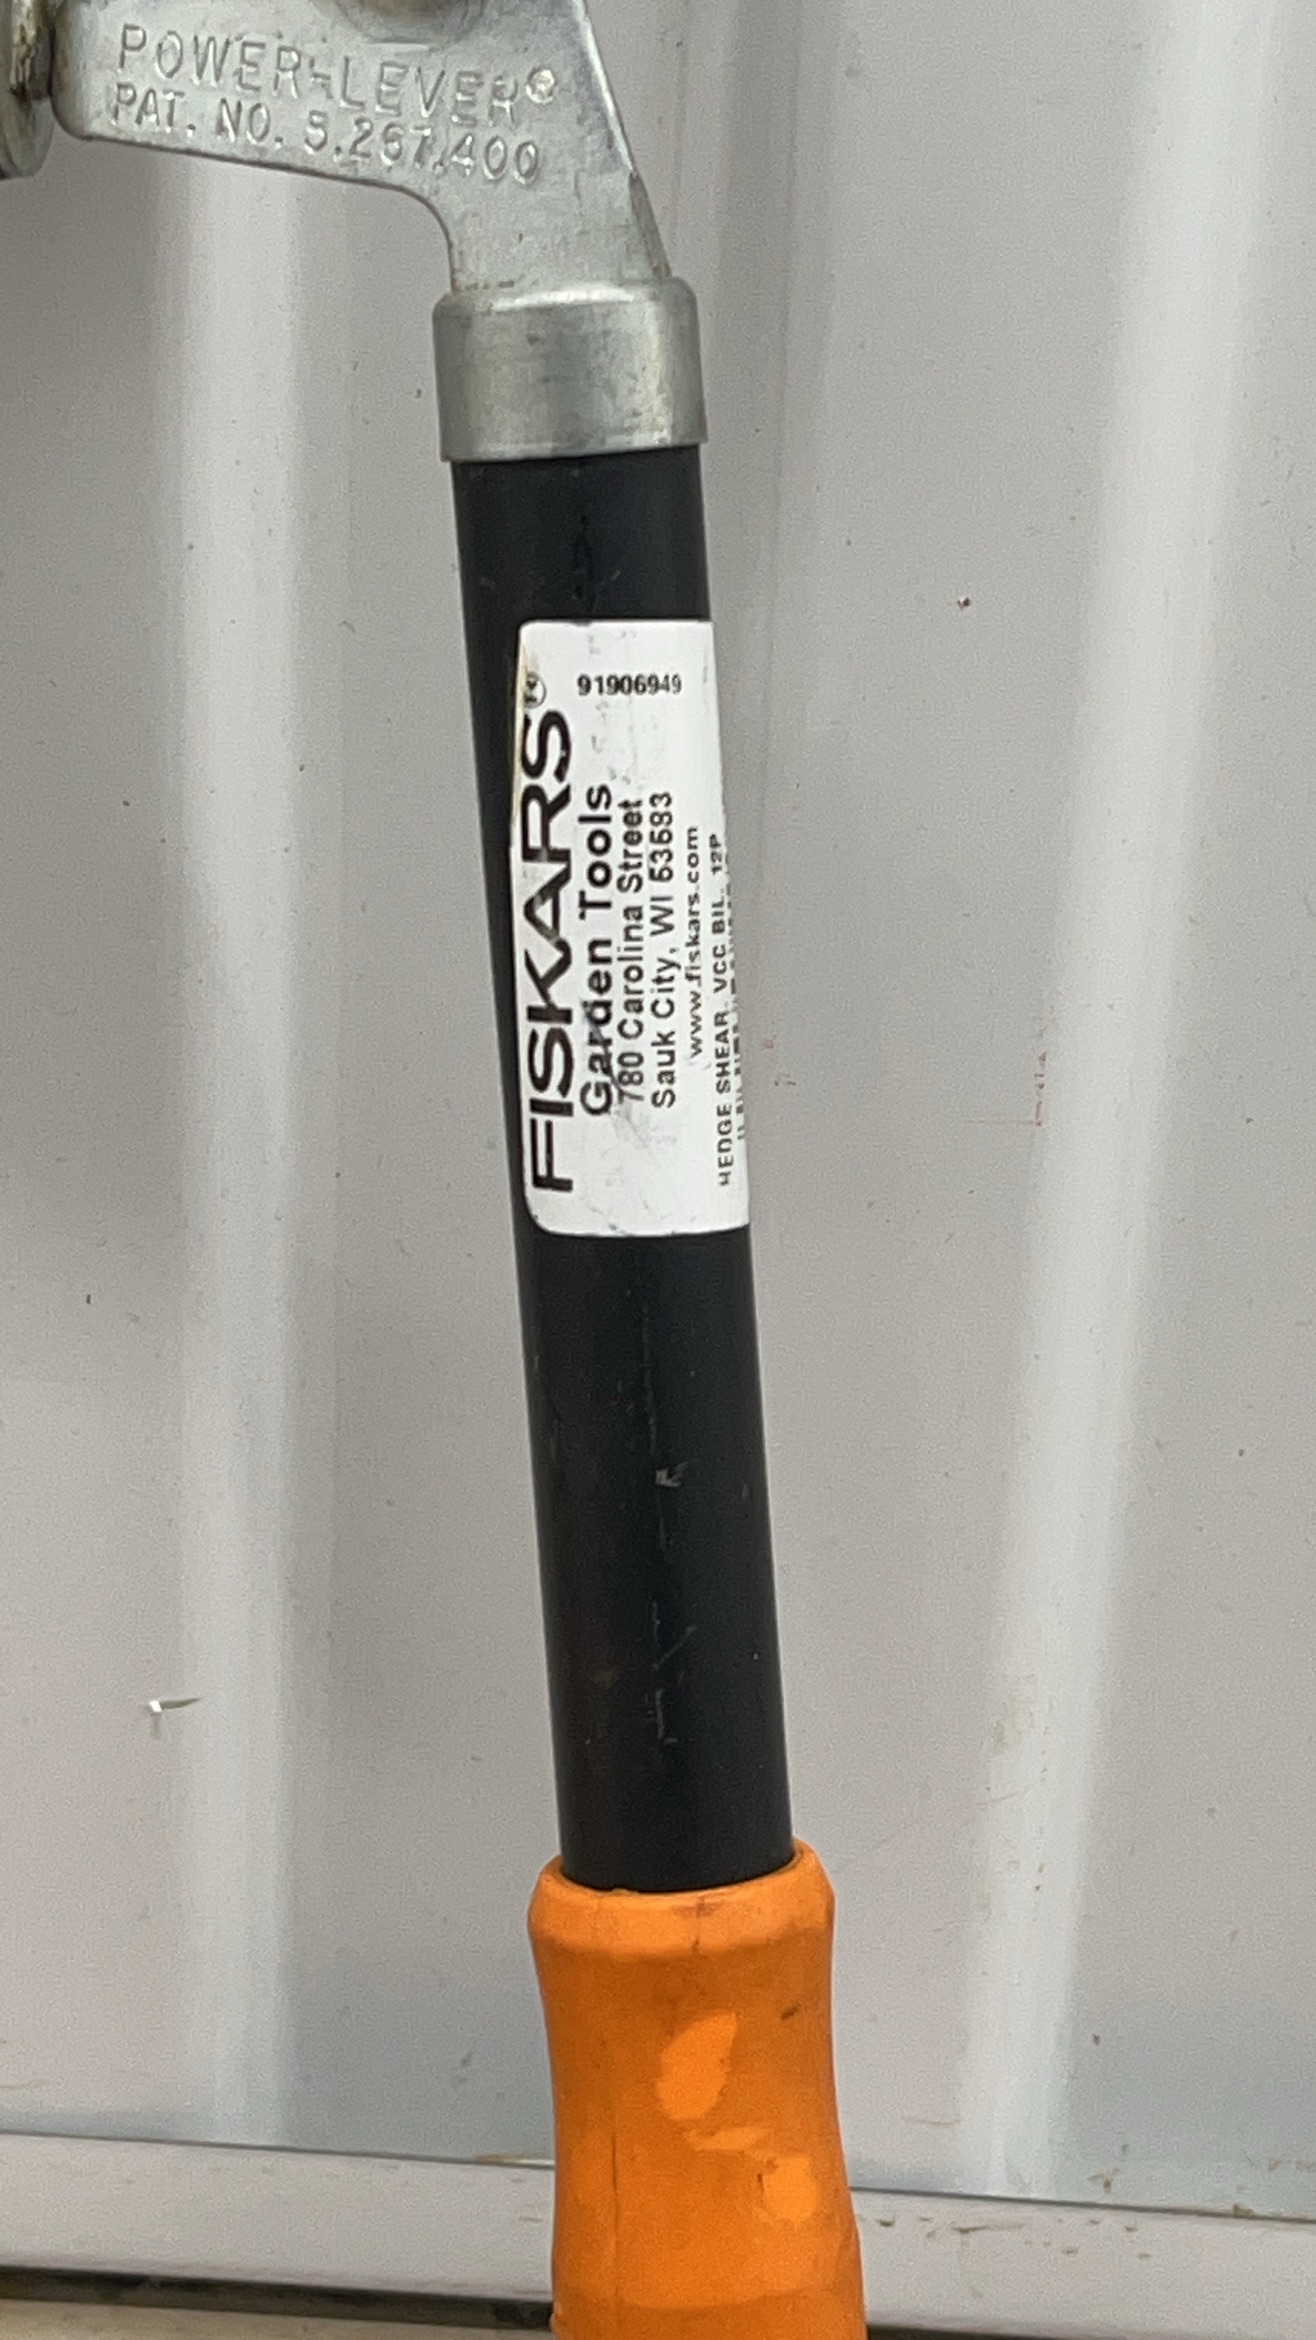 POWER-LEVER®
PAT. NO. 5,267,400
91906949
FISKARS®
Garden Tools
780 Carolina Street
Sauk City, WI 53583
www.fiskars.com
HEDGE SHEAR, VCC BIL, 12P